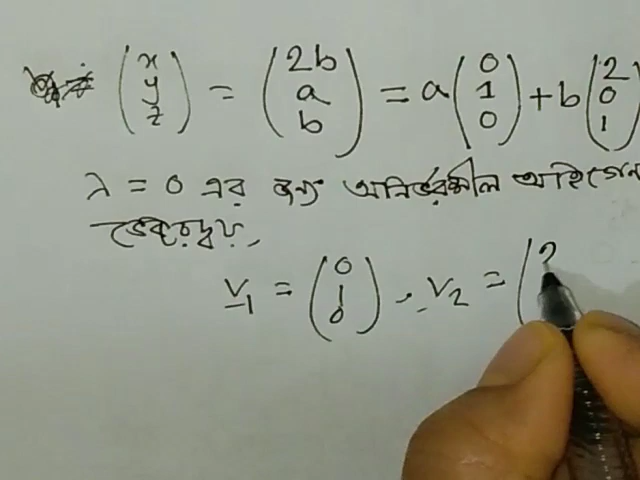 (x y z) = (2b a b) = a (0 1 0) + b (2 0 1
λ = 0 এর জন্য অনির্ভরশীল আইগেন
ভেক্টরদ্বয়,
v₁ = (0 1 0) , v₂ = (2